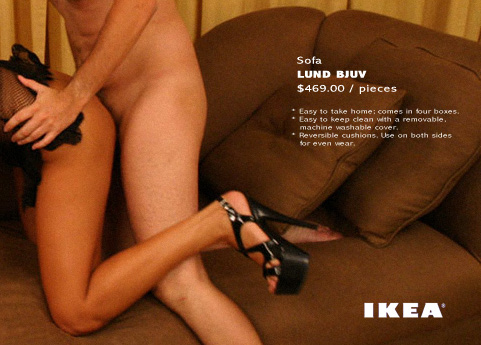 Sofa
LUND BJUV
$469.00 / pieces
* Easy to take home; comes in four boxes.
* Easy to keep clean with a removable,
machine washable cover.
* Reversible cushions. Use on both sides
for even wear.
IKEA®